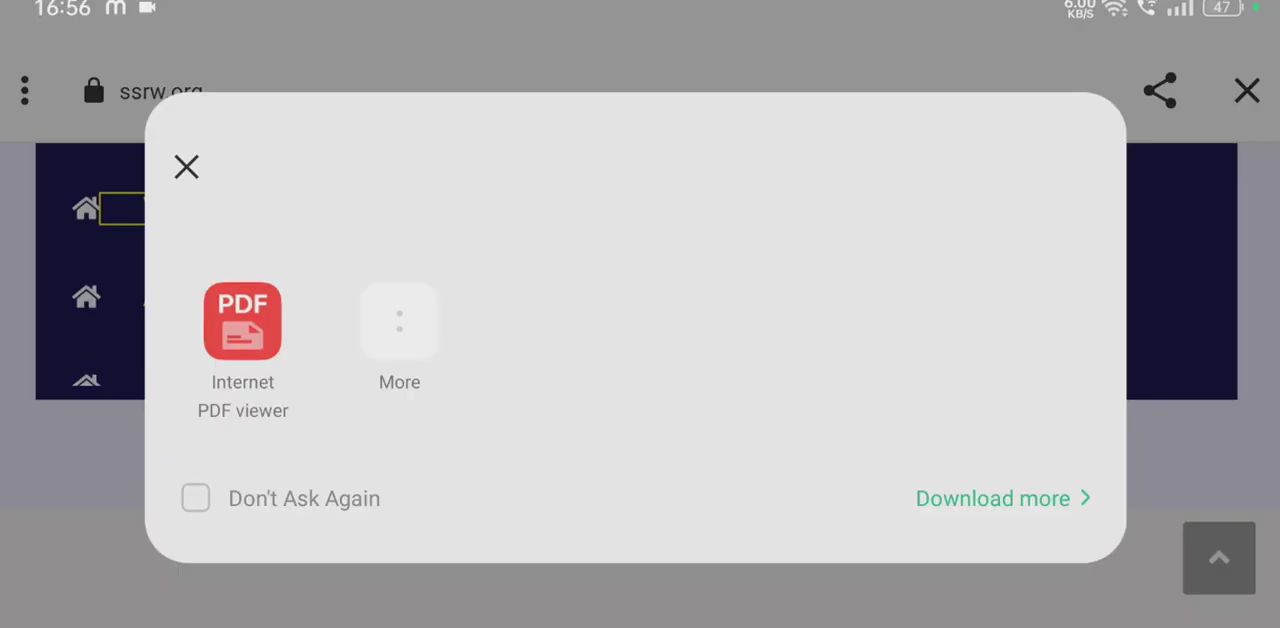 16:56
6.00
KB/S
47
ssrw.org
PDF
Internet
PDF viewer
More
Don't Ask Again
Download more